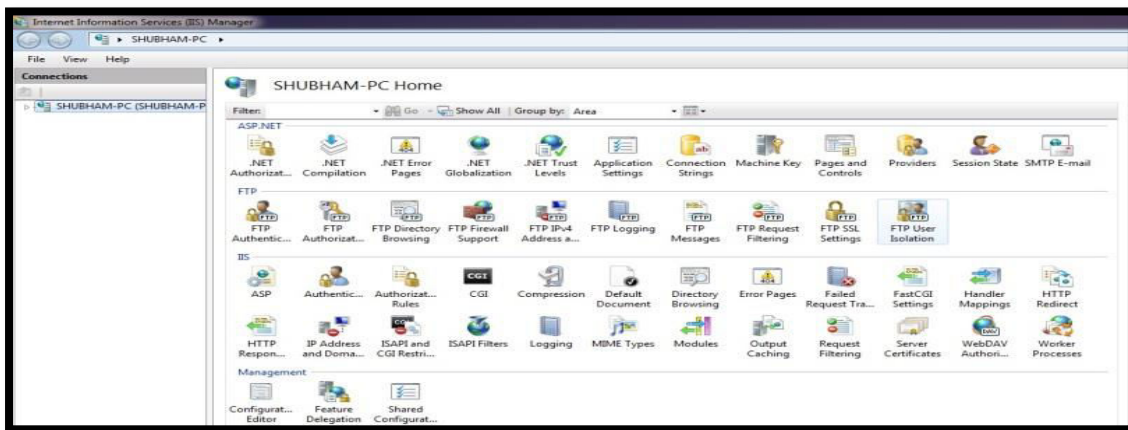 Internet Information Services (IIS) Manager
SHUBHAM-PC
File View Help
Connections
SHUBHAM-PC (SHUBHAM-P
SHUBHAM-PC Home
Filter: Go Show All Group by: Area
ASP.NET
.NET Authorizat... .NET Compilation .NET Error Pages .NET Globalization .NET Trust Levels Application Settings Connection Strings Machine Key Pages and Controls Providers Session State SMTP E-mail
FTP
FTP Authentic... FTP Authorizat... FTP Directory Browsing FTP Firewall Support FTP IPv4 Address a... FTP Logging FTP Messages FTP Request Filtering FTP SSL Settings FTP User Isolation
IIS
ASP Authentic... Authorizat... Rules CGI Compression Default Document Directory Browsing Error Pages Failed Request Tra... FastCGI Settings Handler Mappings HTTP Redirect
HTTP Respon... IP Address and Doma... ISAPI and CGI Restri... ISAPI Filters Logging MIME Types Modules Output Caching Request Filtering Server Certificates WebDAV Authori... Worker Processes
Management
Configurat... Editor Feature Delegation Shared Configurat...